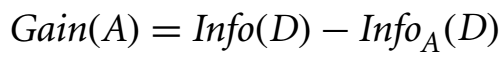 Gain(A) = Info(D) − Info_A(D)